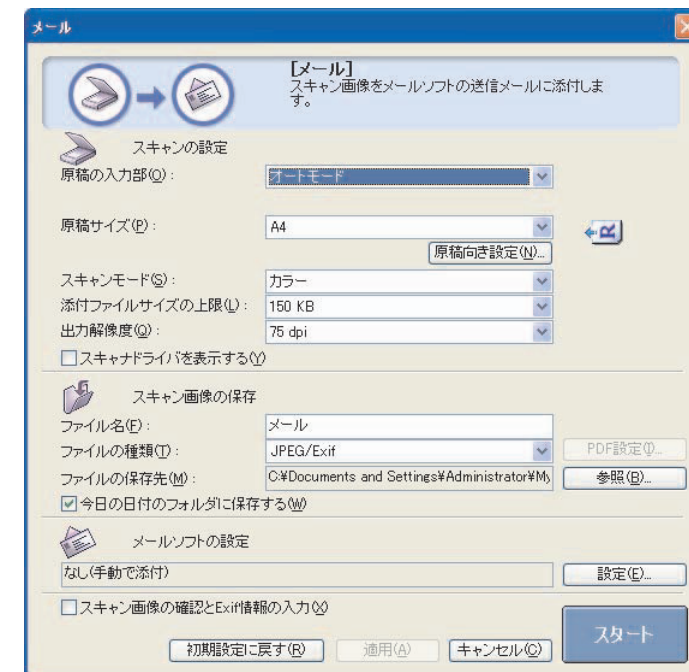 メール
[メール]
スキャン画像をメールソフトの送信メールに添付しま
す。
スキャンの設定
原稿の入力部(O):
オートモード
原稿サイズ(P):
A4
原稿向き設定(N)...
R
スキャンモード(S):
カラー
添付ファイルサイズの上限(L):
150 KB
出力解像度(Q):
75 dpi
スキャナドライバを表示する(Y)
スキャン画像の保存
ファイル名(F):
メール
ファイルの種類(T):
JPEG/Exif
PDF設定(I)...
ファイルの保存先(M):
C:¥Documents and Settings¥Administrator¥My
参照(B)...
今日の日付のフォルダに保存する(W)
メールソフトの設定
なし(手動で添付)
設定(E)...
スキャン画像の確認とExif情報の入力(X)
スタート
初期設定に戻す(R)
適用(A)
キャンセル(C)